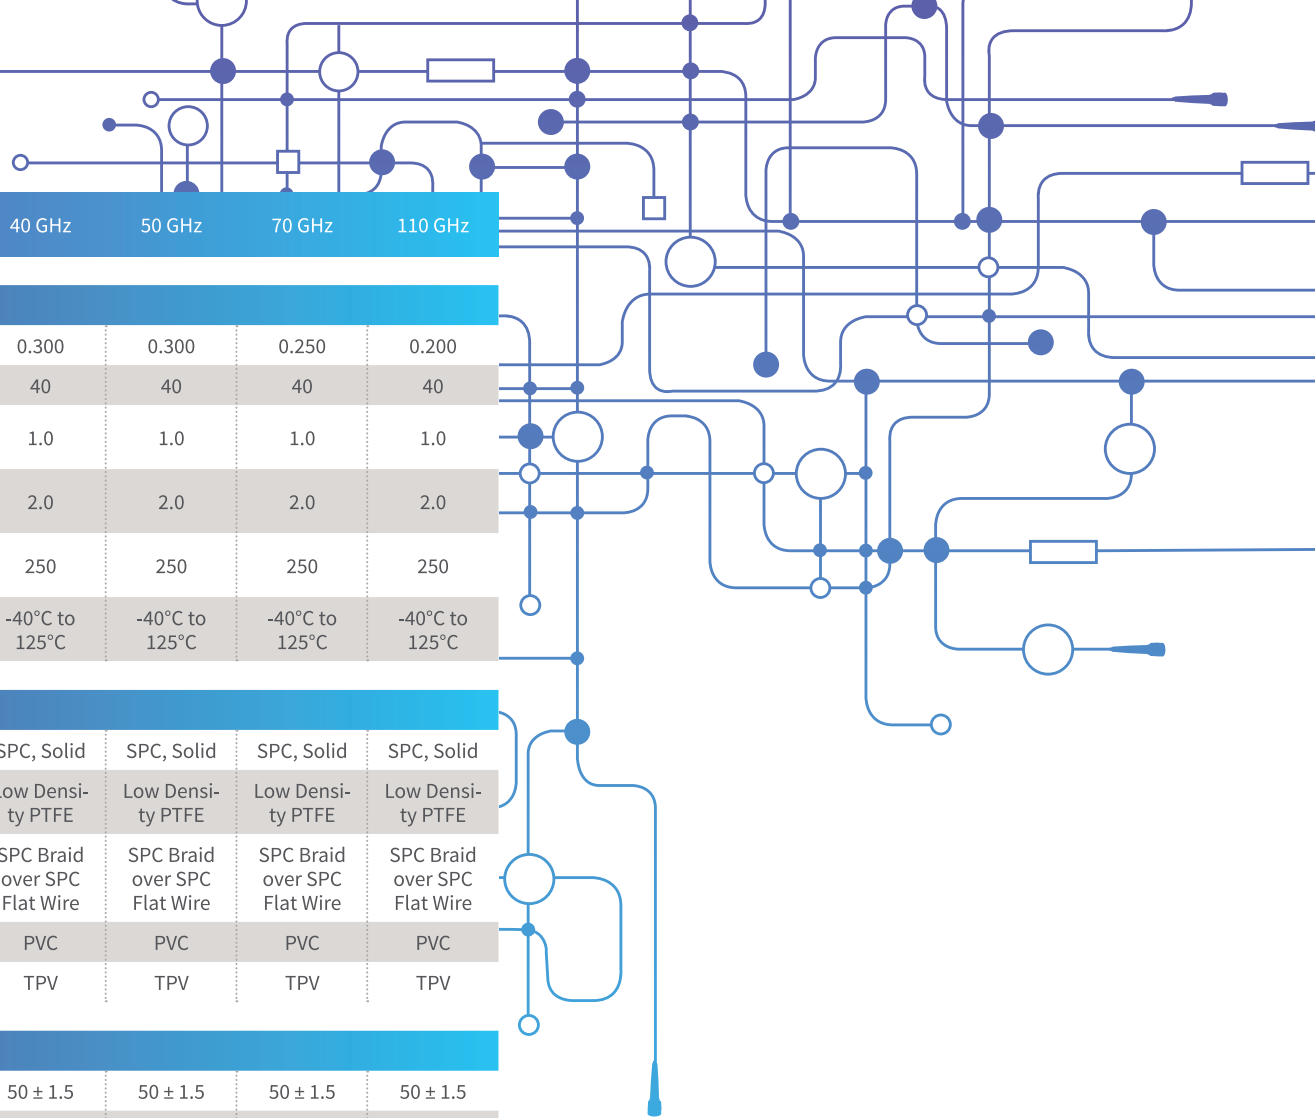 40 GHz 50 GHz 70 GHz 110 GHz
0.300 0.300 0.250 0.200
40 40 40 40
1.0 1.0 1.0 1.0
2.0 2.0 2.0 2.0
250 250 250 250
-40°C to -40°C to -40°C to -40°C to
125°C 125°C 125°C 125°C
SPC, Solid SPC, Solid SPC, Solid SPC, Solid
Low Densi- Low Densi- Low Densi- Low Densi-
ty PTFE ty PTFE ty PTFE ty PTFE
SPC Braid SPC Braid SPC Braid SPC Braid
over SPC over SPC over SPC over SPC
Flat Wire Flat Wire Flat Wire Flat Wire
PVC PVC PVC PVC
TPV TPV TPV TPV
50 ± 1.5 50 ± 1.5 50 ± 1.5 50 ± 1.5